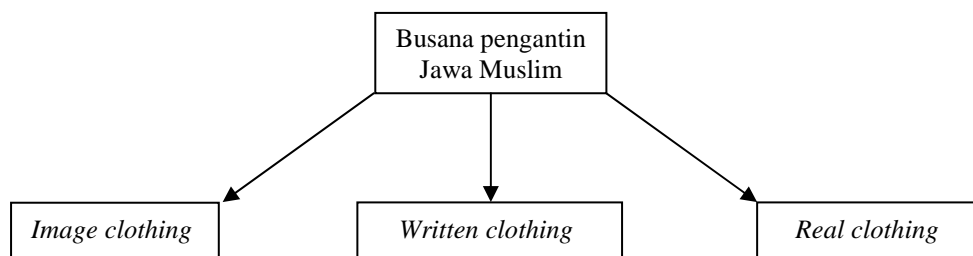 Busana pengantin
Jawa Muslim
Image clothing
Written clothing
Real clothing